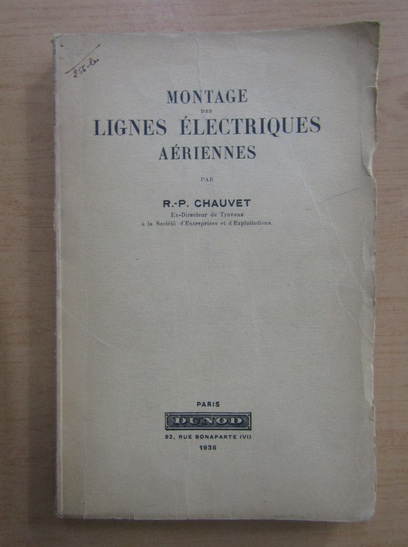 MONTAGE
DES
LIGNES ÉLECTRIQUES
AÉRIENNES
PAR
R.-P. CHAUVET
Ex-Directeur de Travaux
à la Société d'Entreprises et d'Exploitations.
PARIS
DUNOD
92, RUE BONAPARTE (VI)
1936